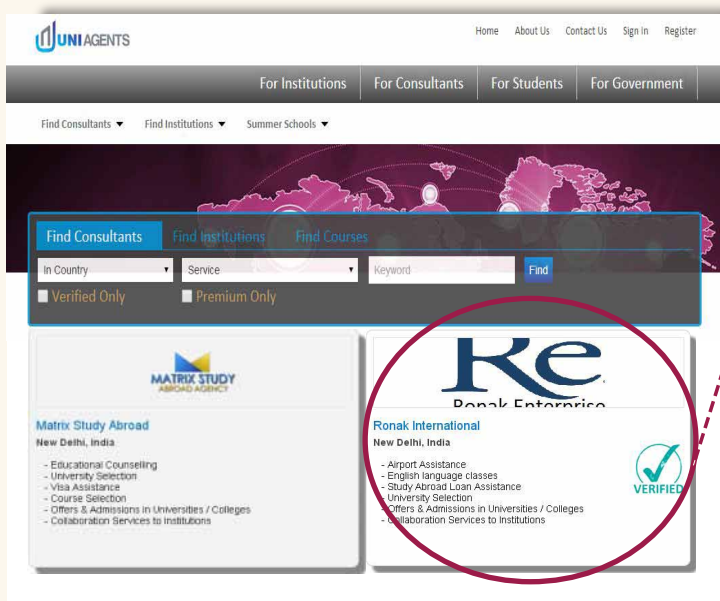 UNI AGENTS
Home About Us Contact Us Sign In Register
For Institutions For Consultants For Students For Government
Find Consultants Find Institutions Summer Schools
Find Consultants Find Institutions Find Courses
In Country Service Keyword Find
Verified Only Premium Only
MATRIX STUDY
ABROAD AGENCY
Matrix Study Abroad
New Delhi, India
- Educational Counselling
- University Selection
- Visa Assistance
- Course Selection
- Offers & Admissions in Universities / Colleges
- Collaboration Services to Institutions
Re
Ronak Enterprise
Ronak International
New Delhi, India
- Airport Assistance
- English language classes
- Study Abroad Loan Assistance
- University Selection
- Offers & Admissions in Universities / Colleges
- Collaboration Services to Institutions
VERIFIED